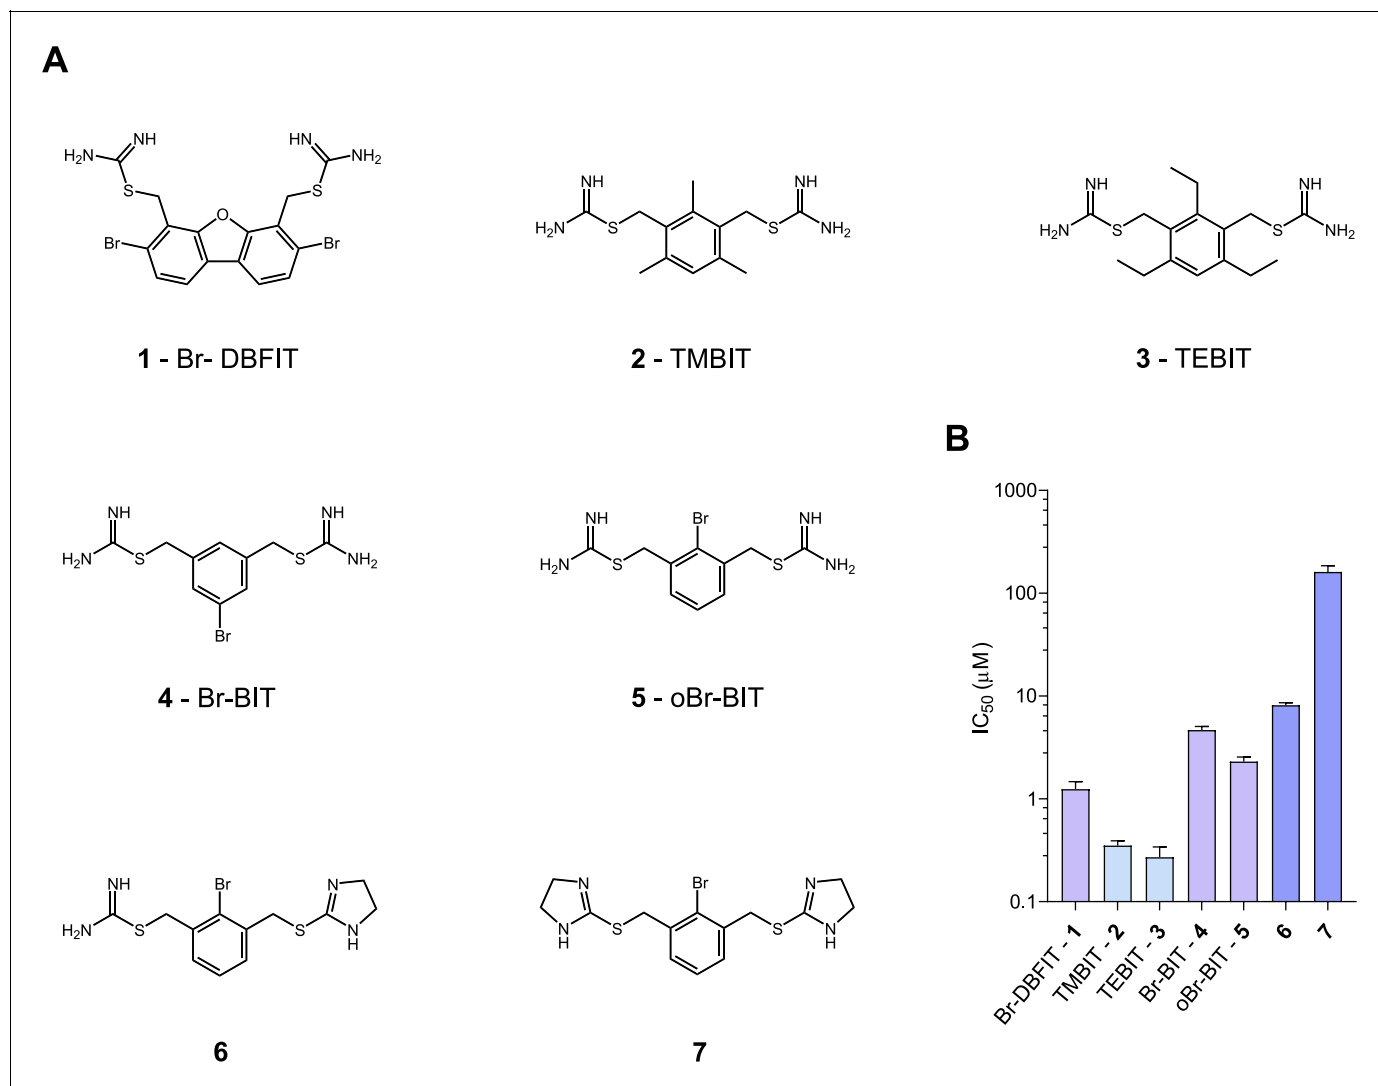 A
NH
H2N
S
HN
NH2
S
O
Br
Br
1 - Br- DBFIT
NH
H2N
S
NH
S
NH2
2 - TMBIT
NH
H2N
S
NH
S
NH2
3 - TEBIT
NH
H2N
S
NH
S
NH2
Br
4 - Br-BIT
NH
H2N
S
Br
NH
S
NH2
5 - oBr-BIT
NH
H2N
S
Br
N
S
N
H
6
N
N
H
S
Br
N
S
N
H
7
B
IC50 (μM)
1000
100
10
1
0.1
Br-DBFIT - 1
TMBIT - 2
TEBIT - 3
Br-BIT - 4
oBr-BIT - 5
6
7